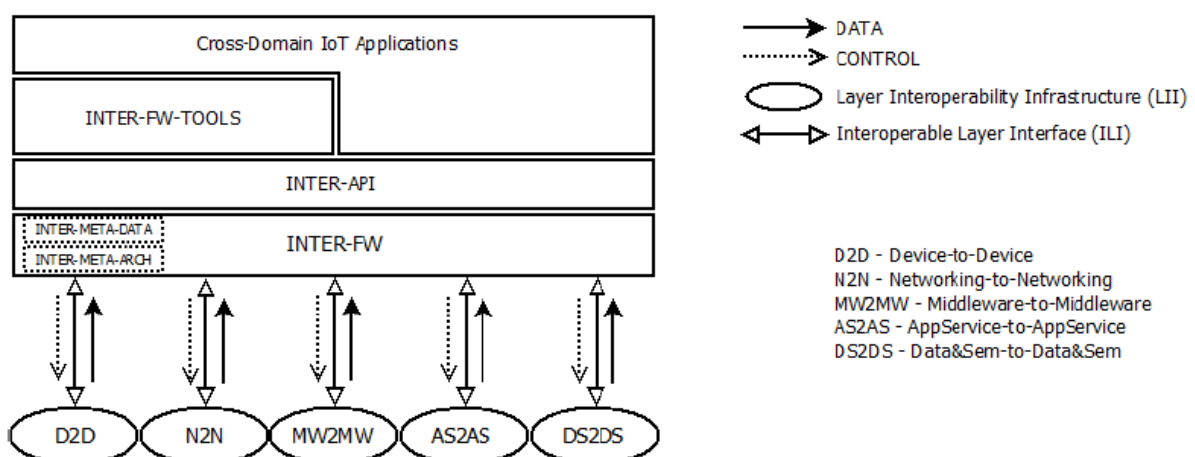 Cross-Domain IoT Applications
INTER-FW-TOOLS
INTER-API
INTER-META-DATA
INTER-FW
INTER-META-ARCH
D2D
N2N
MW2MW
AS2AS
DS2DS
DATA
CONTROL
Layer Interoperability Infrastructure (LII)
Interoperable Layer Interface (ILI)
D2D - Device-to-Device
N2N - Networking-to-Networking
MW2MW - Middleware-to-Middleware
AS2AS - AppService-to-AppService
DS2DS - Data&Sem-to-Data&Sem